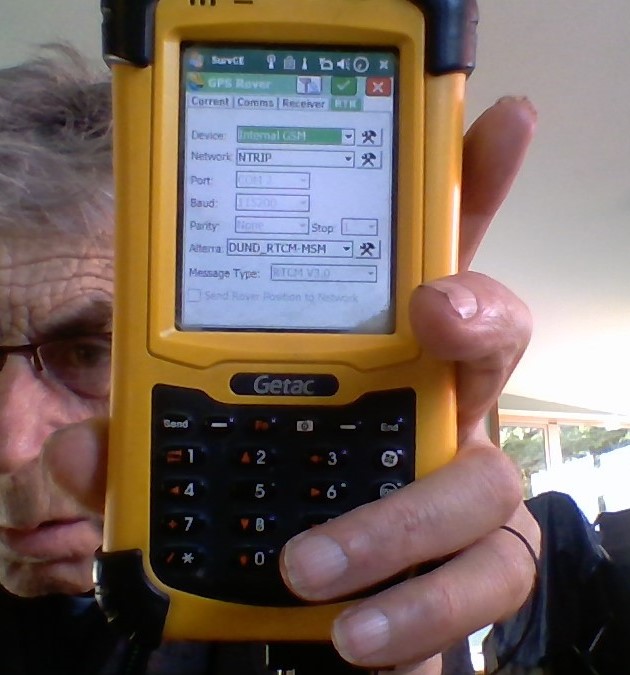 SurvCE
GPS Rover
Current Comms Receiver RTK
Device: Internal GSM
Network: NTRIP
Port: COM 2
Baud: 115200
Parity: None Stop: 1
Alterra: DUND_RTCM-MSM
Message Type: RTCM V3.0
Send Rover Position to Network
Getac
Send Fn End
1 2 3
4 5 6
7 8
* 0